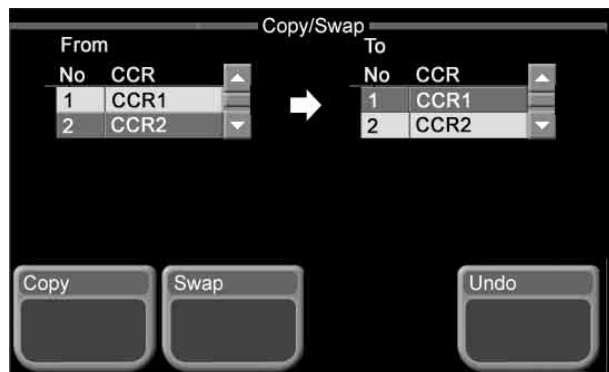 Copy/Swap
From To
No CCR No CCR
1 CCR1 1 CCR1
2 CCR2 2 CCR2
Copy Swap Undo